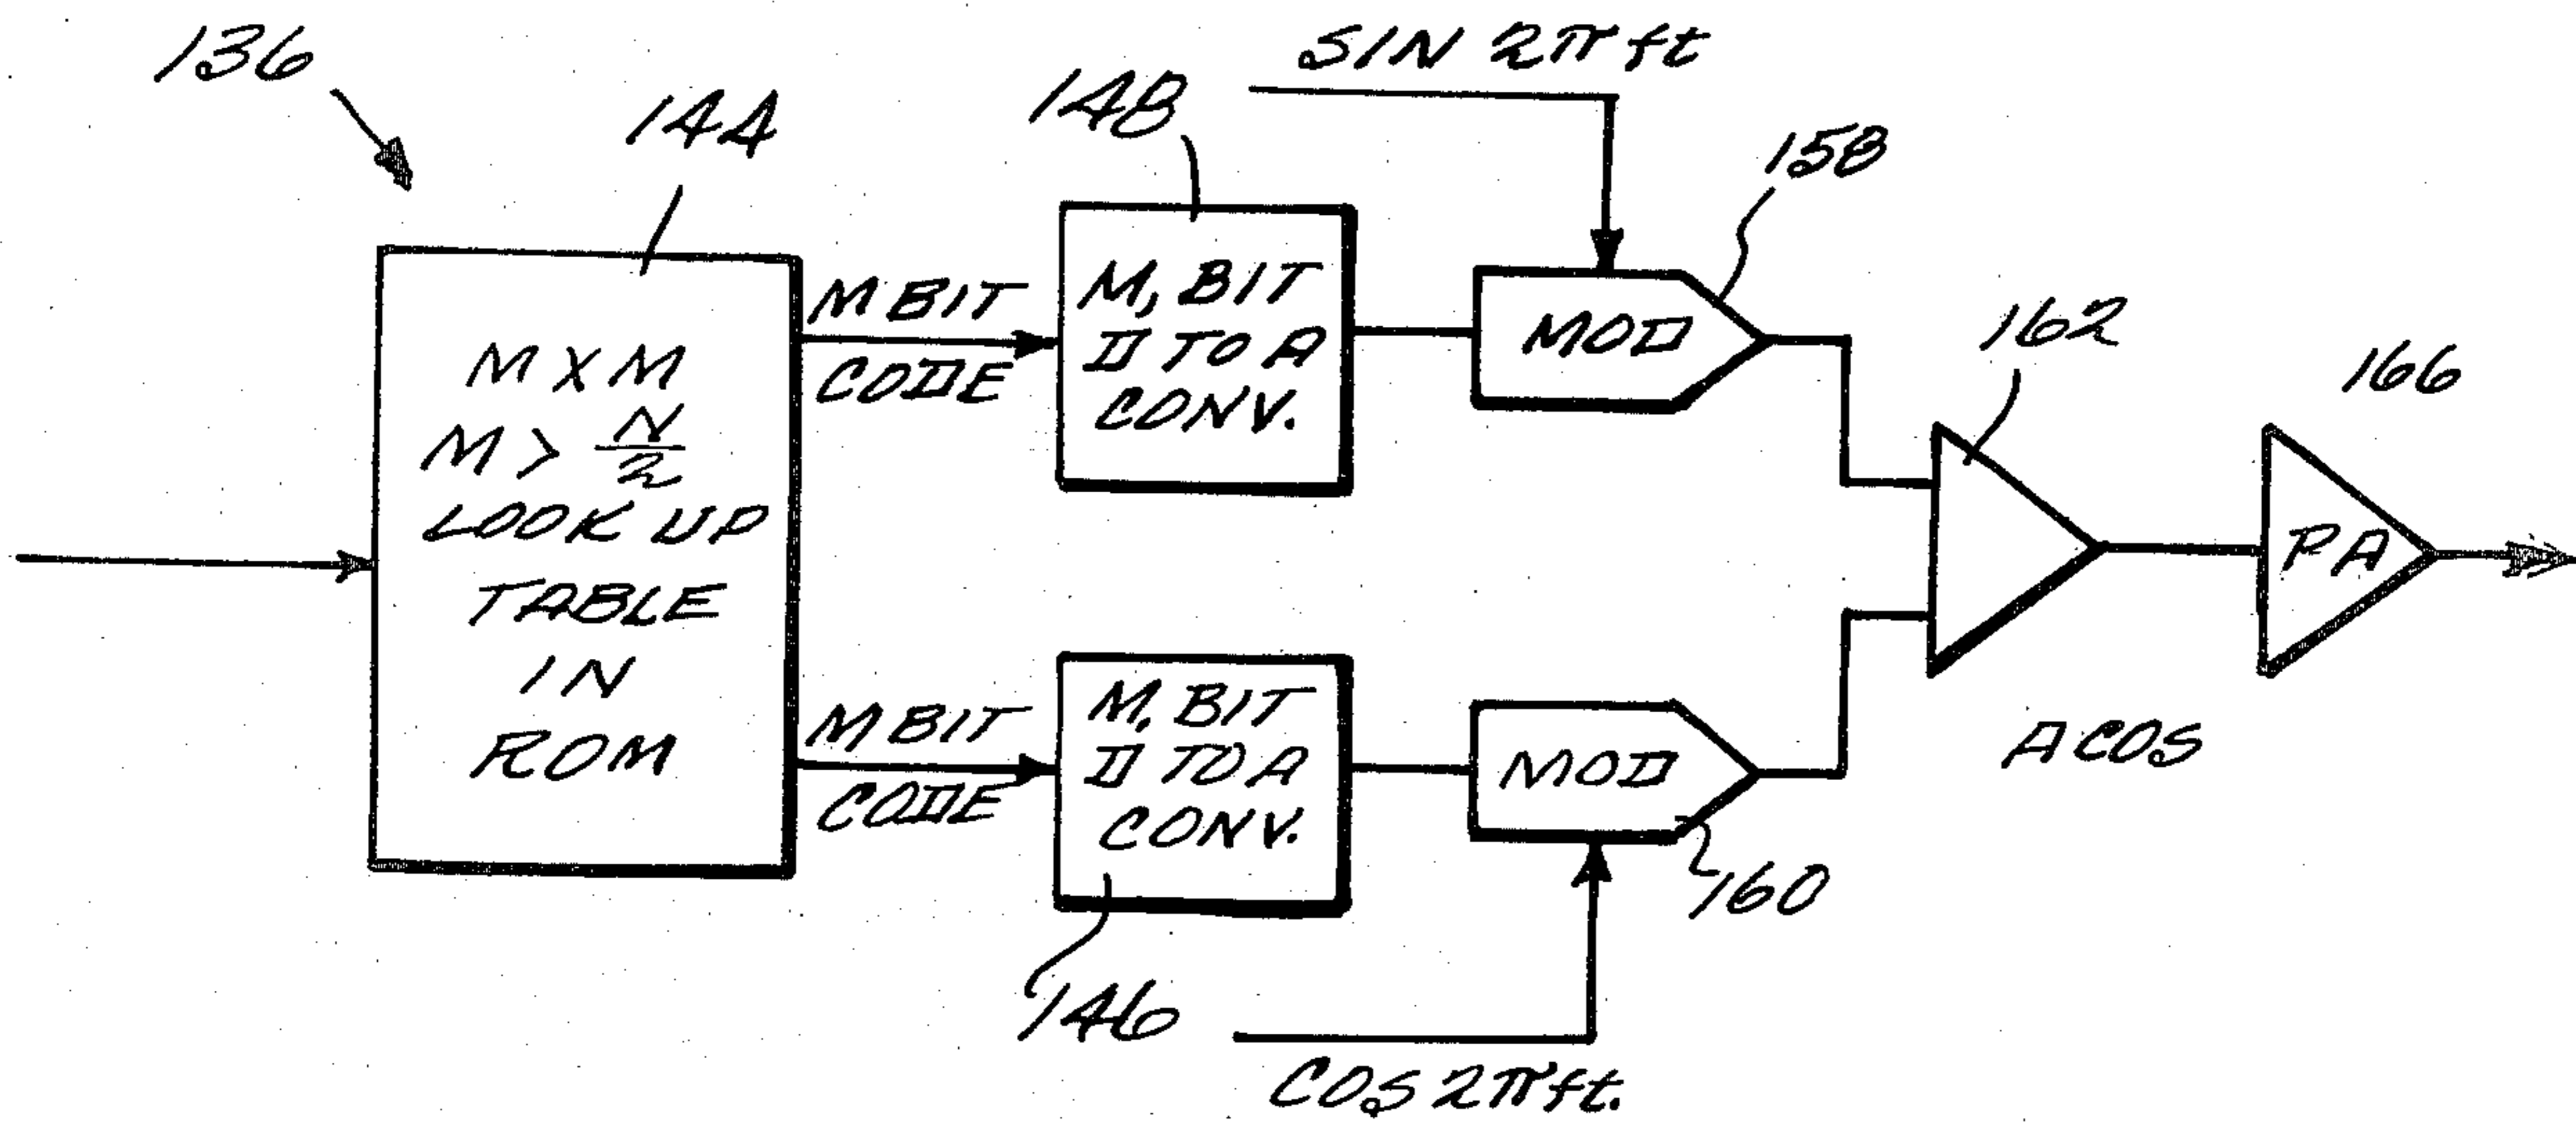 136
144
148
SIN 2πft
158
162
166
M X M
M > N/2
LOOK UP
TABLE
IN
ROM
M BIT
CODE
M, BIT
D TO A
CONV.
MOD
PA
M BIT
CODE
M, BIT
D TO A
CONV.
MOD
A COS
160
146
COS 2πft.